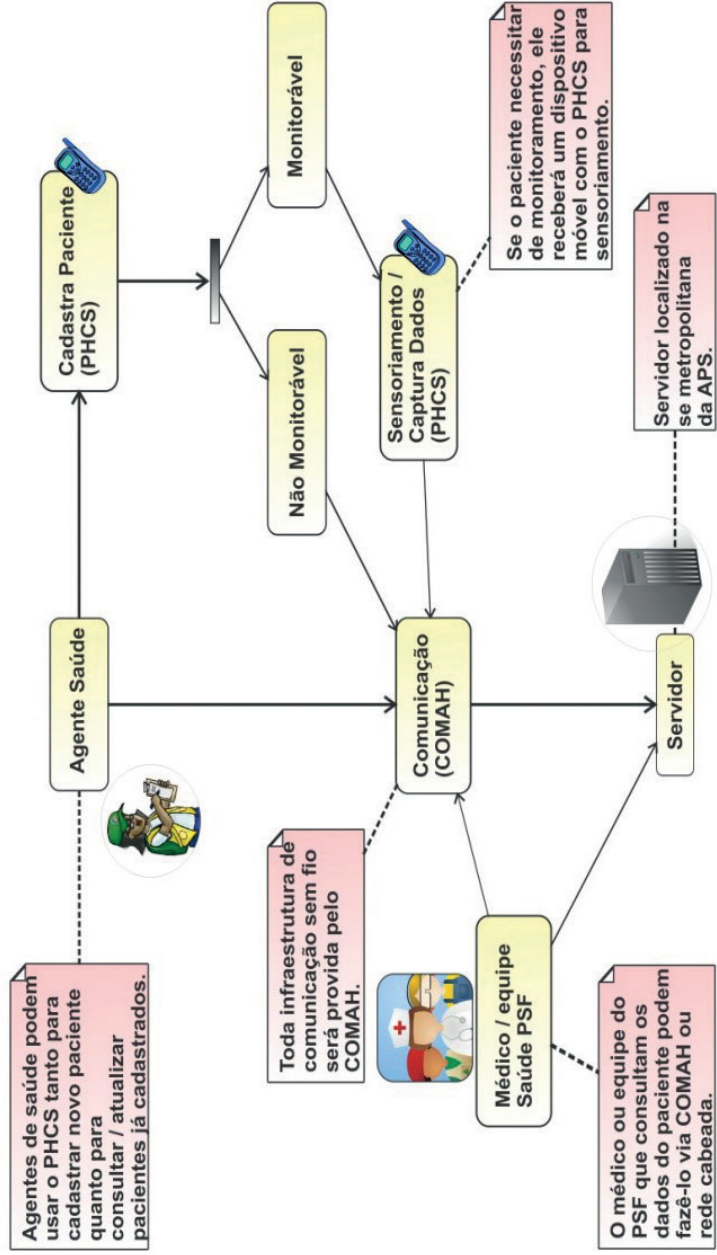 Agentes de saúde podem
usar o PHCS tanto para
cadastrar novo paciente
quanto para
consultar / atualizar
pacientes já cadastrados.
Agente Saúde
Cadastra Paciente
(PHCS)
Não Monitorável
Monitorável
Toda infraestrutura de
comunicação sem fio
será provida pelo
COMAH.
Comunicação
(COMAH)
Sensoriamento /
Captura Dados
(PHCS)
Se o paciente necessitar
de monitoramento, ele
receberá um dispositivo
móvel com o PHCS para
sensoriamento.
Médico / equipe
Saúde PSF
O médico ou equipe do
PSF que consultam os
dados do paciente podem
fazê-lo via COMAH ou
rede cabeada.
Servidor
Servidor localizado na
se metropolitana
da APS.